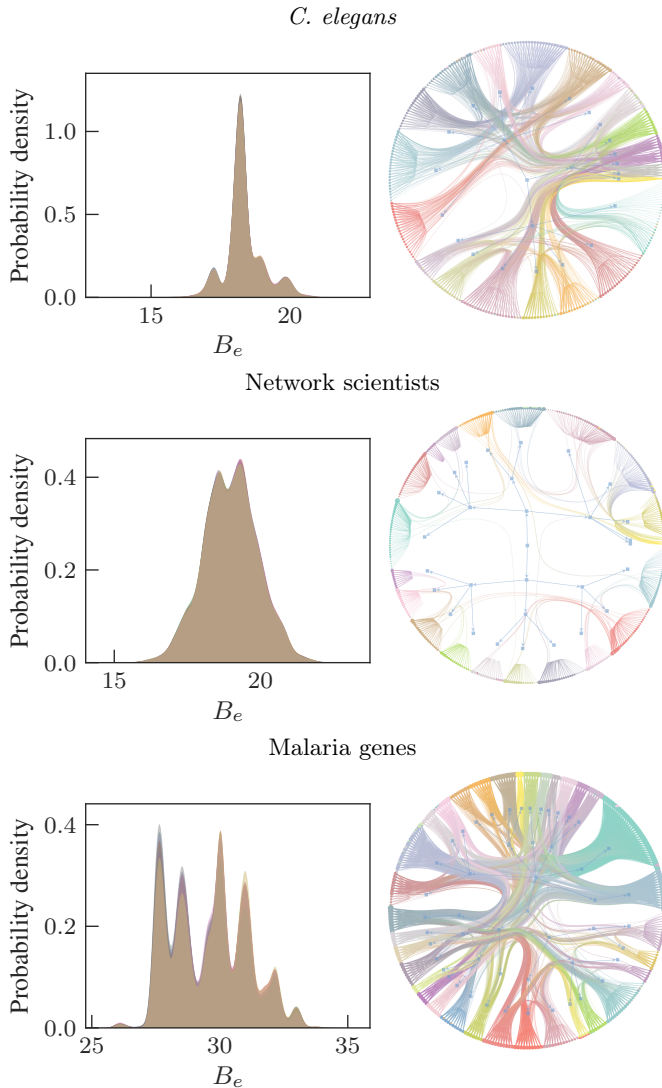 C. elegans
Probability density
1.0
0.5
0.0
15 20
B_e
Network scientists
Probability density
0.4
0.2
0.0
15 20
B_e
Malaria genes
Probability density
0.4
0.2
0.0
25 30 35
B_e